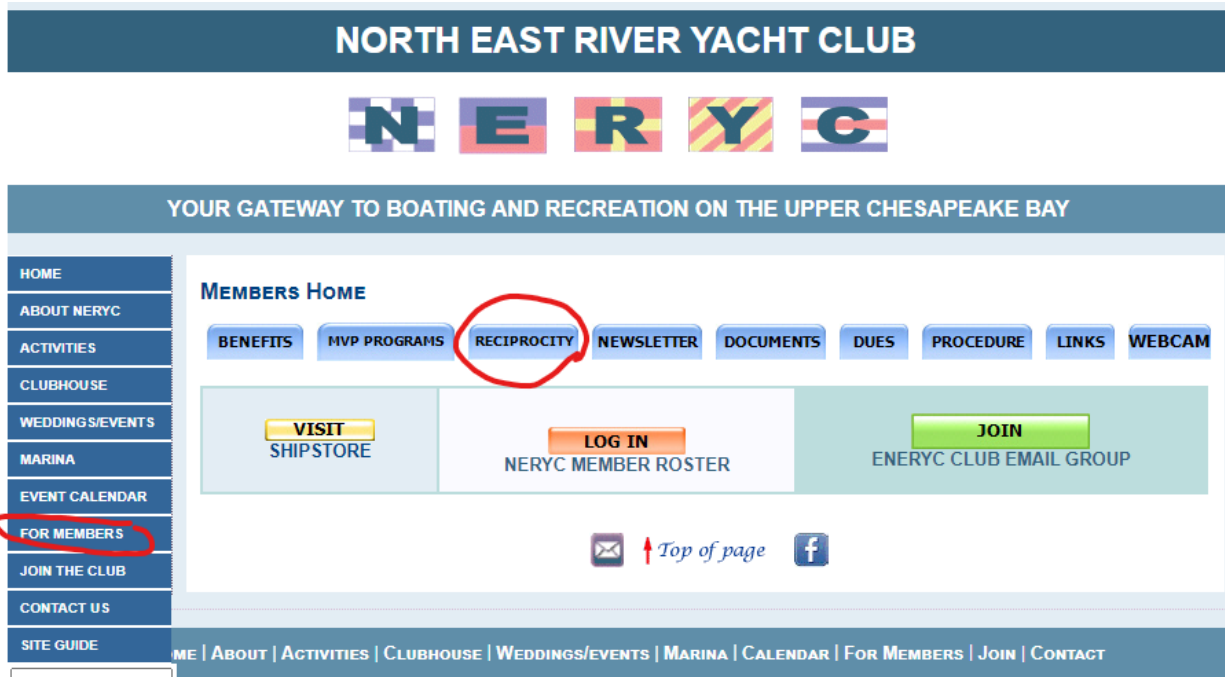 NORTH EAST RIVER YACHT CLUB
N E R Y C
YOUR GATEWAY TO BOATING AND RECREATION ON THE UPPER CHESAPEAKE BAY
HOME
ABOUT NERYC
ACTIVITIES
CLUBHOUSE
WEDDINGS/EVENTS
MARINA
EVENT CALENDAR
FOR MEMBERS
JOIN THE CLUB
CONTACT US
SITE GUIDE
MEMBERS HOME
BENEFITS MVP PROGRAMS RECIPROCITY NEWSLETTER DOCUMENTS DUES PROCEDURE LINKS WEBCAM
VISIT
SHIPSTORE
LOG IN
NERYC MEMBER ROSTER
JOIN
ENERYC CLUB EMAIL GROUP
Top of page f
ME | ABOUT | ACTIVITIES | CLUBHOUSE | WEDDINGS/EVENTS | MARINA | CALENDAR | FOR MEMBERS | JOIN | CONTACT